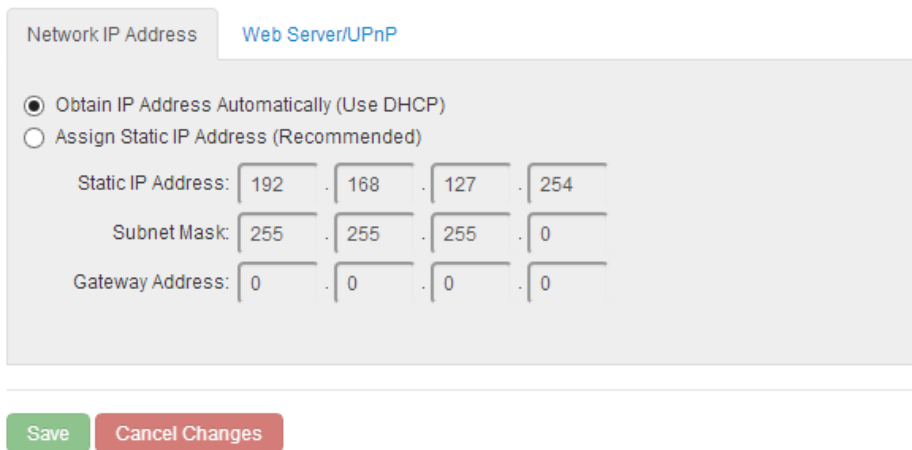 Network IP Address Web Server/UPnP
Obtain IP Address Automatically (Use DHCP)
Assign Static IP Address (Recommended)
Static IP Address: 192 . 168 . 127 . 254
Subnet Mask: 255 . 255 . 255 . 0
Gateway Address: 0 . 0 . 0 . 0
Save Cancel Changes